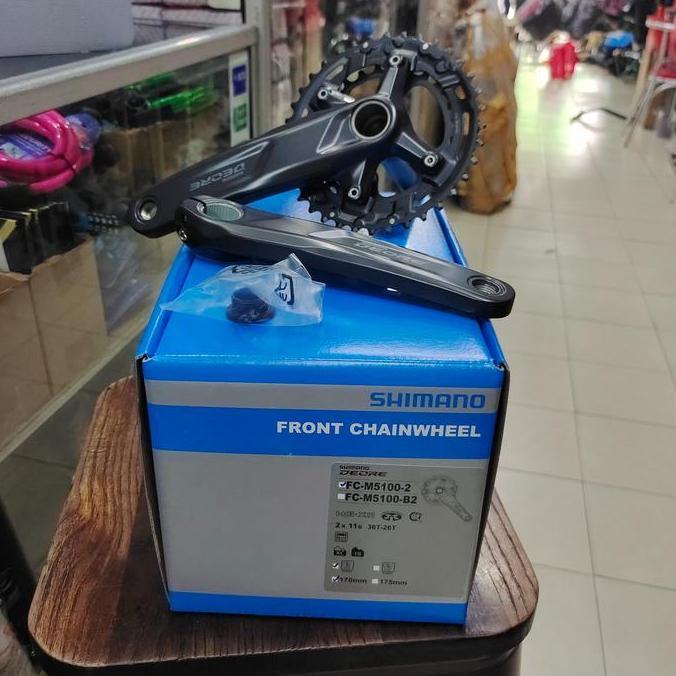 DEORE
DEORE
SHIMANO
FRONT CHAINWHEEL
SHIMANO
DEORE
FC-M5100-2
FC-M5100-B2
2 x 11s 36T-26T
170mm 175mm